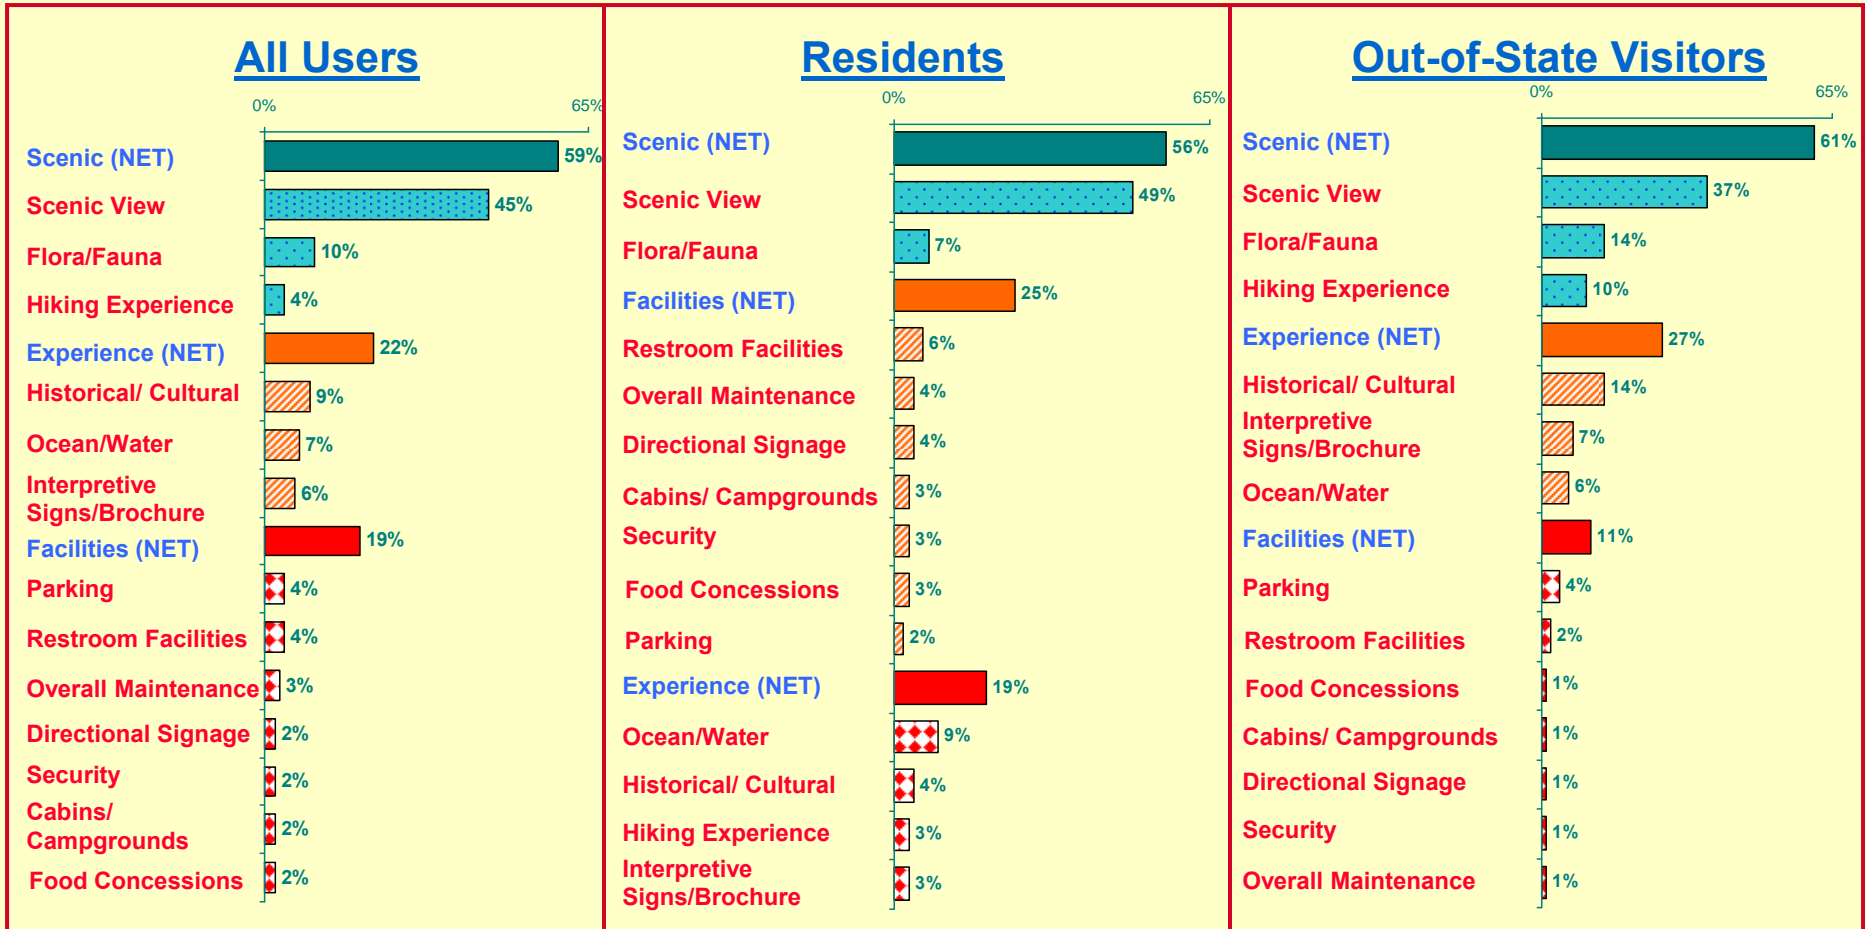 All Users
0% 65%
Scenic (NET) 59%
Scenic View 45%
Flora/Fauna 10%
Hiking Experience 4%
Experience (NET) 22%
Historical/ Cultural 9%
Ocean/Water 7%
Interpretive
Signs/Brochure 6%
Facilities (NET) 19%
Parking 4%
Restroom Facilities 4%
Overall Maintenance 3%
Directional Signage 2%
Security 2%
Cabins/
Campgrounds 2%
Food Concessions 2%
Residents
0% 65%
Scenic (NET) 56%
Scenic View 49%
Flora/Fauna 7%
Facilities (NET) 25%
Restroom Facilities 6%
Overall Maintenance 4%
Directional Signage 4%
Cabins/ Campgrounds 3%
Security 3%
Food Concessions 3%
Parking 2%
Experience (NET) 19%
Ocean/Water 9%
Historical/ Cultural 4%
Hiking Experience 3%
Interpretive
Signs/Brochure 3%
Out-of-State Visitors
0% 65%
Scenic (NET) 61%
Scenic View 37%
Flora/Fauna 14%
Hiking Experience 10%
Experience (NET) 27%
Historical/ Cultural 14%
Interpretive
Signs/Brochure 7%
Ocean/Water 6%
Facilities (NET) 11%
Parking 4%
Restroom Facilities 2%
Food Concessions 1%
Cabins/ Campgrounds 1%
Directional Signage 1%
Security 1%
Overall Maintenance 1%